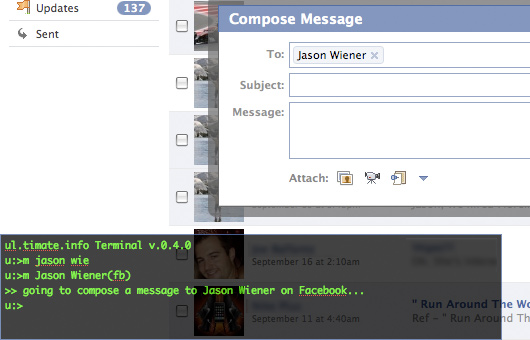 Updates 137
Sent
Compose Message
To: Jason Wiener
Subject:
Message:
Attach:
ul.timate.info Terminal v.0.4.0
u:>m jason wie
u:>m Jason Wiener(fb)
>> going to compose a message to Jason Wiener on Facebook...
u:>
September 16 at 2:10am
September 11 at 4:40am
" Run Around The Wo
Ref – " Run Around